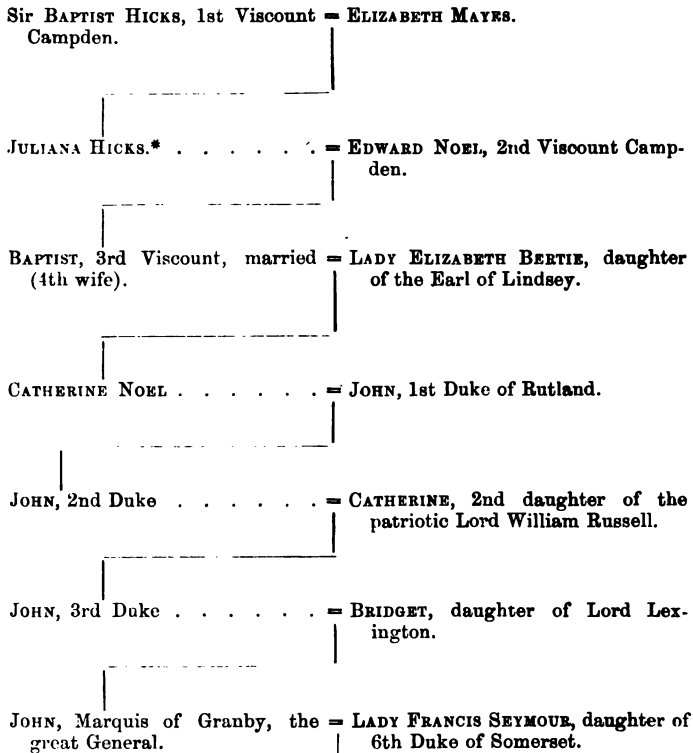 Sir BAPTIST HICKS, 1st Viscount = ELIZABETH MAYRS.
Campden.
JULIANA HICKS.* . . . . . . = EDWARD NOEL, 2nd Viscount Camp-
den.
BAPTIST, 3rd Viscount, married = LADY ELIZABETH BERTIE, daughter
(4th wife). of the Earl of Lindsey.
CATHERINE NOEL . . . . . . = JOHN, 1st Duke of Rutland.
JOHN, 2nd Duke . . . . . . = CATHERINE, 2nd daughter of the
patriotic Lord William Russell.
JOHN, 3rd Duke . . . . . . = BRIDGET, daughter of Lord Lex-
ington.
JOHN, Marquis of Granby, the = LADY FRANCIS SEYMOUR, daughter of
great General. 6th Duke of Somerset.